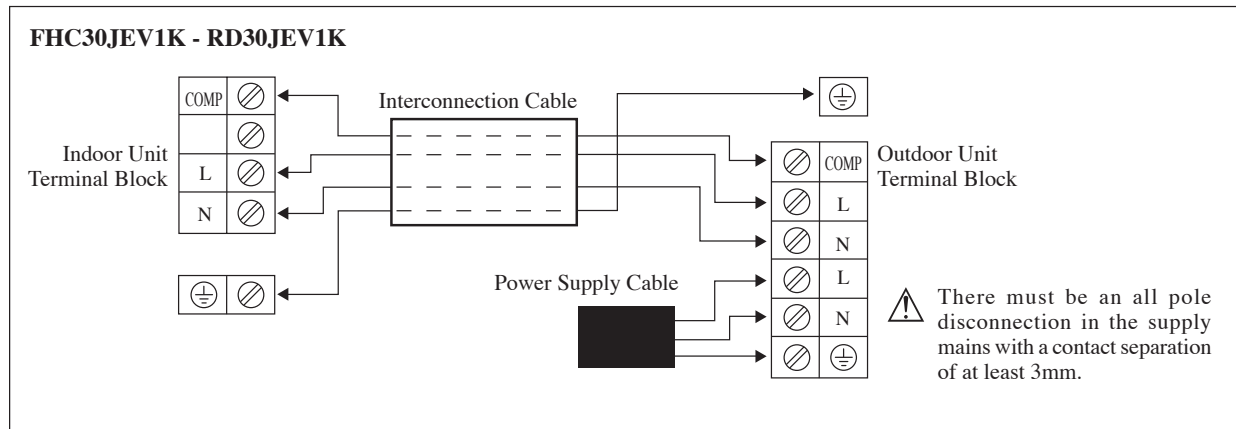 FHC30JEV1K - RD30JEV1K
COMP
Interconnection Cable
Indoor Unit
Terminal Block
L
N
COMP
Outdoor Unit
Terminal Block
L
N
Power Supply Cable
L
N
There must be an all pole
disconnection in the supply
mains with a contact separation
of at least 3mm.